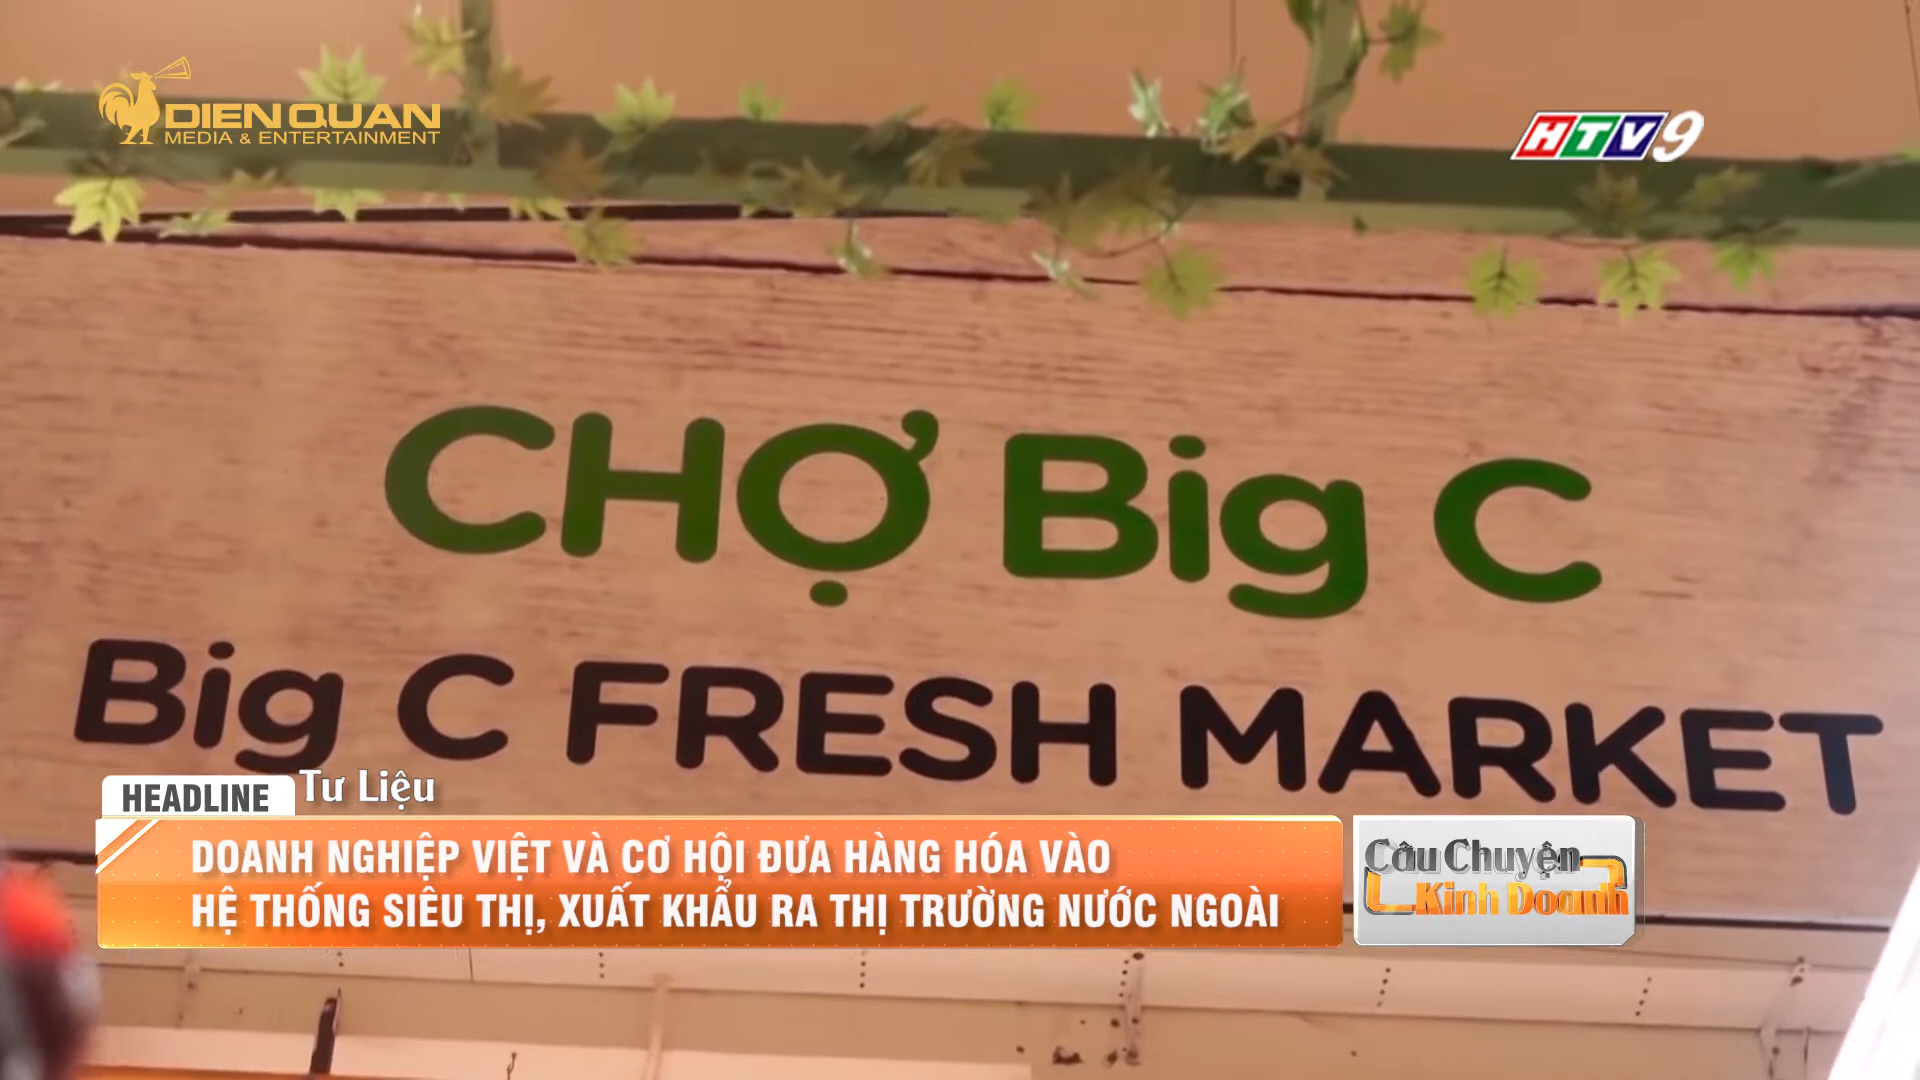 DIEN QUAN
MEDIA & ENTERTAINMENT
HTV9
CHỢ Big C
Big C FRESH MARKET
HEADLINE
Tư Liệu
DOANH NGHIỆP VIỆT VÀ CƠ HỘI ĐƯA HÀNG HÓA VÀO
HỆ THỐNG SIÊU THỊ, XUẤT KHẨU RA THỊ TRƯỜNG NƯỚC NGOÀI
Câu Chuyện
Kinh Doanh